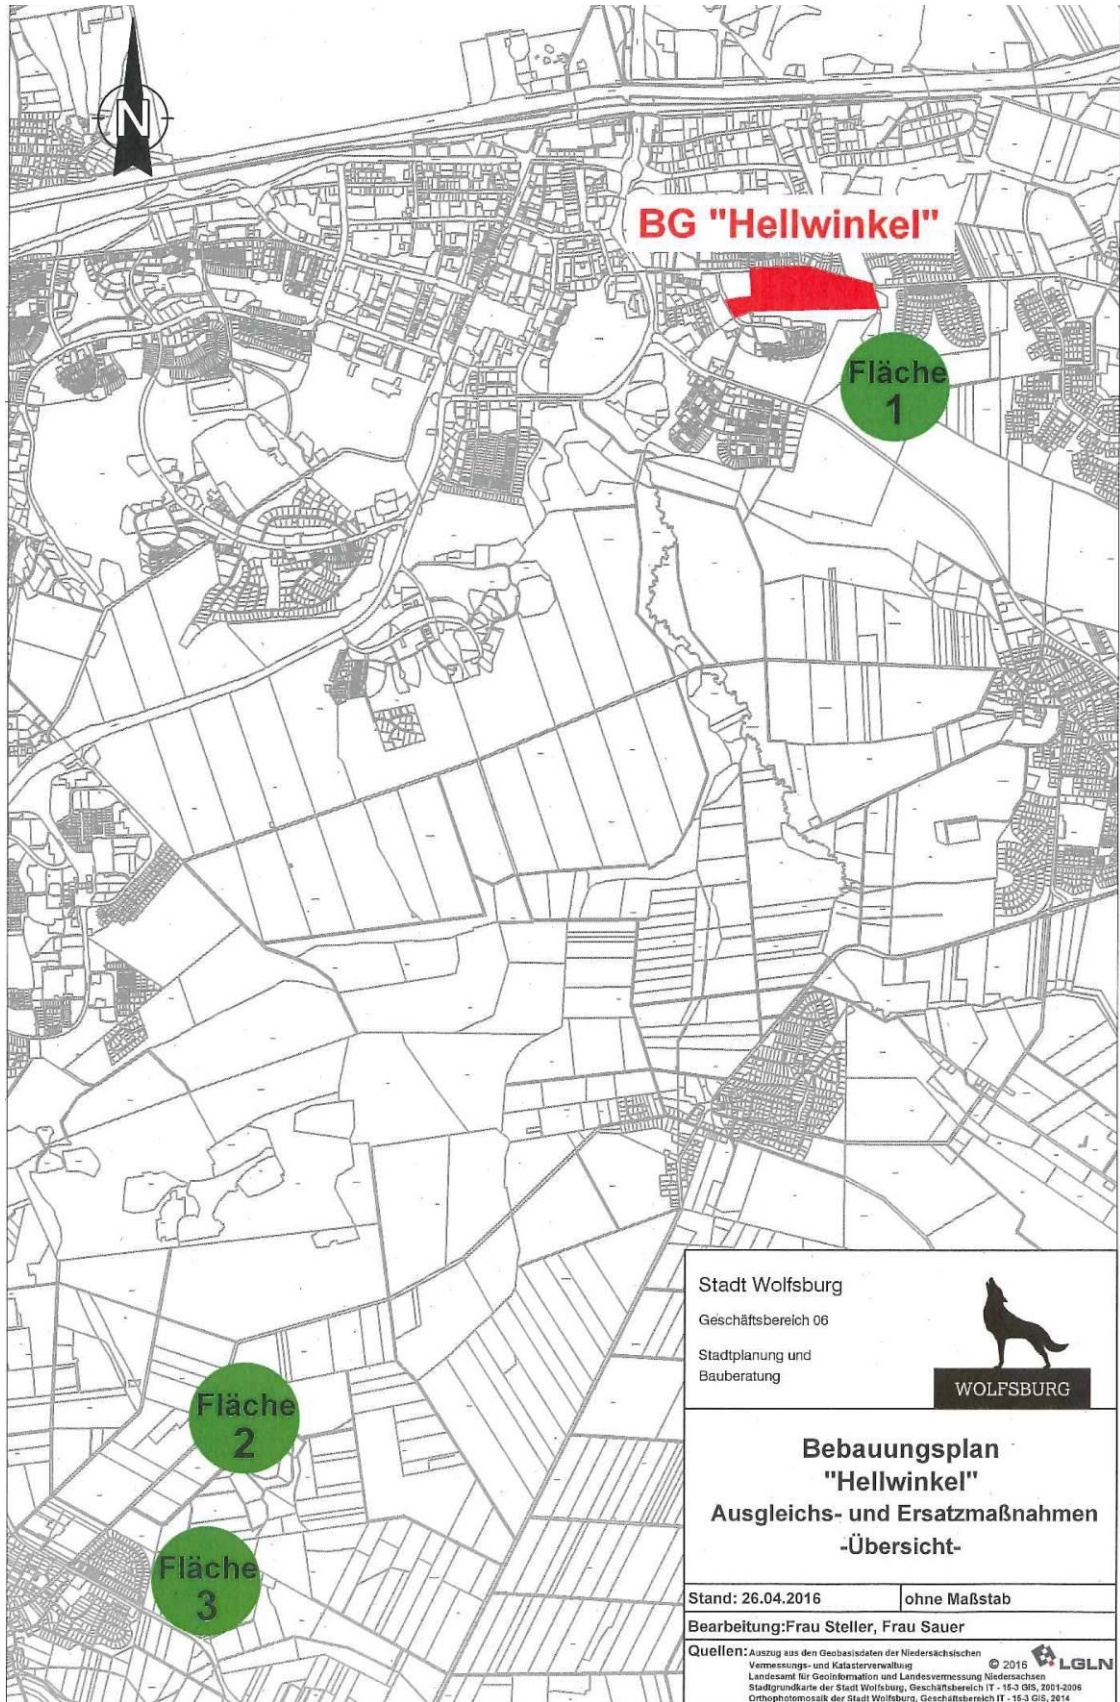 N
BG "Hellwinkel"
Fläche
1
Fläche
2
Fläche
3
Stadt Wolfsburg
Geschäftsbereich 06
Stadtplanung und
Bauberatung
WOLFSBURG
Bebauungsplan
"Hellwinkel"
Ausgleichs- und Ersatzmaßnahmen
-Übersicht-
Stand: 26.04.2016
ohne Maßstab
Bearbeitung:Frau Steller, Frau Sauer
Quellen: Auszug aus den Geobasisdaten der Niedersächsischen
Vermessungs- und Katasterverwaltung
© 2016 LGLN
Landesamt für Geoinformation und Landesvermessung Niedersachsen
Stadtgrundkarte der Stadt Wolfsburg, Geschäftsbereich IT - 15-3 GIS, 2001-2006
Orthophotomosaik der Stadt Wolfsburg, Geschäftsbereich IT - 15-3 GIS, 2014